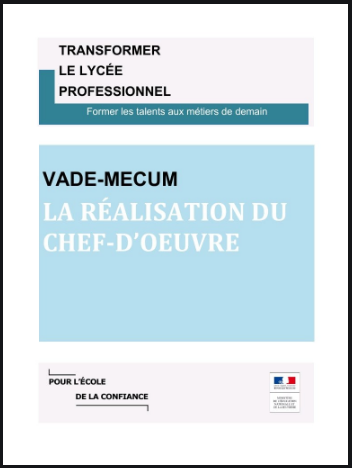 TRANSFORMER
LE LYCÉE
PROFESSIONNEL
Former les talents aux métiers de demain
VADE-MECUM
LA RÉALISATION DU
CHEF-D'OEUVRE
POUR L'ÉCOLE
DE LA CONFIANCE